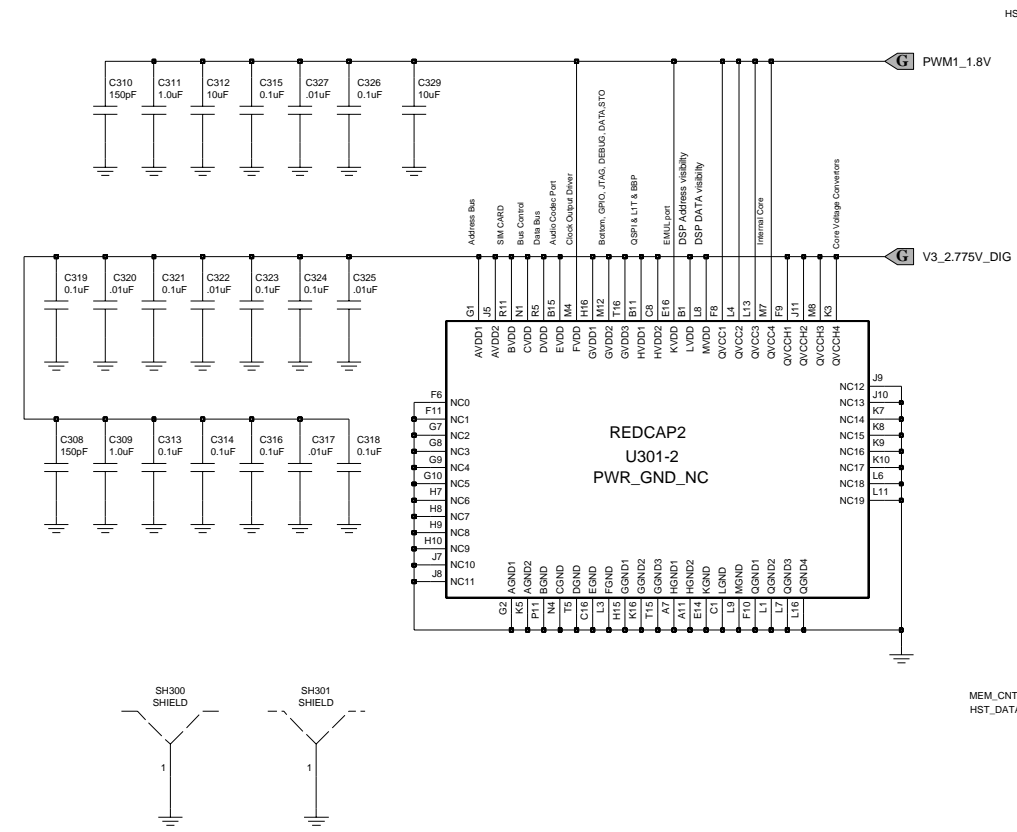 HS
C310
150pF
C311
1.0uF
C312
10uF
C315
0.1uF
C327
.01uF
C326
0.1uF
C329
10uF
G PWM1_1.8V
Address Bus
SIM CARD
Bus Control
Data Bus
Audio Codec Port
Clock Output Driver
Bottom, GPIO, JTAG, DEBUG, DATA,STO
QSPI & L1T & BBP
EMUL port
DSP Address visibilty
DSP DATA visibilty
Internal Core
Core Voltage Convertors
G V3_2.775V_DIG
C319
0.1uF
C320
.01uF
C321
0.1uF
C322
.01uF
C323
0.1uF
C324
0.1uF
C325
.01uF
G1
J5
R11
N1
R5
B15
M4
H16
M12
T16
B11
C8
E16
B1
L8
F8
L4
L13
M7
F9
J11
M8
K3
AVDD1
AVDD2
BVDD
CVDD
DVDD
EVDD
FVDD
GVDD1
GVDD2
GVDD3
HVDD1
HVDD2
KVDD
LVDD
MVDD
QVCC1
QVCC2
QVCC3
QVCC4
QVCCH1
QVCCH2
QVCCH3
QVCCH4
C308
150pF
C309
1.0uF
C313
0.1uF
C314
0.1uF
C316
0.1uF
C317
.01uF
C318
0.1uF
F6 NC0
F11 NC1
G7 NC2
G8 NC3
G9 NC4
G10 NC5
H7 NC6
H8 NC7
H9 NC8
H10 NC9
J7 NC10
J8 NC11
REDCAP2
U301-2
PWR_GND_NC
NC12 J9
NC13 J10
NC14 K7
NC15 K8
NC16 K9
NC17 K10
NC18 L6
NC19 L11
AGND1
AGND2
BGND
CGND
DGND
EGND
FGND
GGND1
GGND2
GGND3
HGND1
HGND2
KGND
LGND
MGND
QGND1
QGND2
QGND3
QGND4
G2
K5
P11
N4
T5
C16
L3
H15
K16
T15
A7
A11
E14
C1
L9
F10
L1
L7
L16
SH300
SHIELD
1
SH301
SHIELD
1
MEM_CNT
HST_DATA